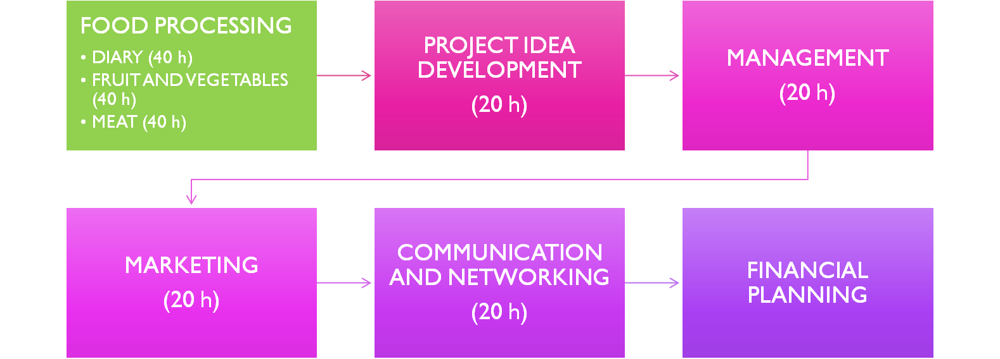 FOOD PROCESSING
• DIARY (40 h)
• FRUIT AND VEGETABLES
(40 h)
• MEAT (40 h)
PROJECT IDEA
DEVELOPMENT
(20 h)
MANAGEMENT
(20 h)
MARKETING
(20 h)
COMMUNICATION
AND NETWORKING
(20 h)
FINANCIAL
PLANNING